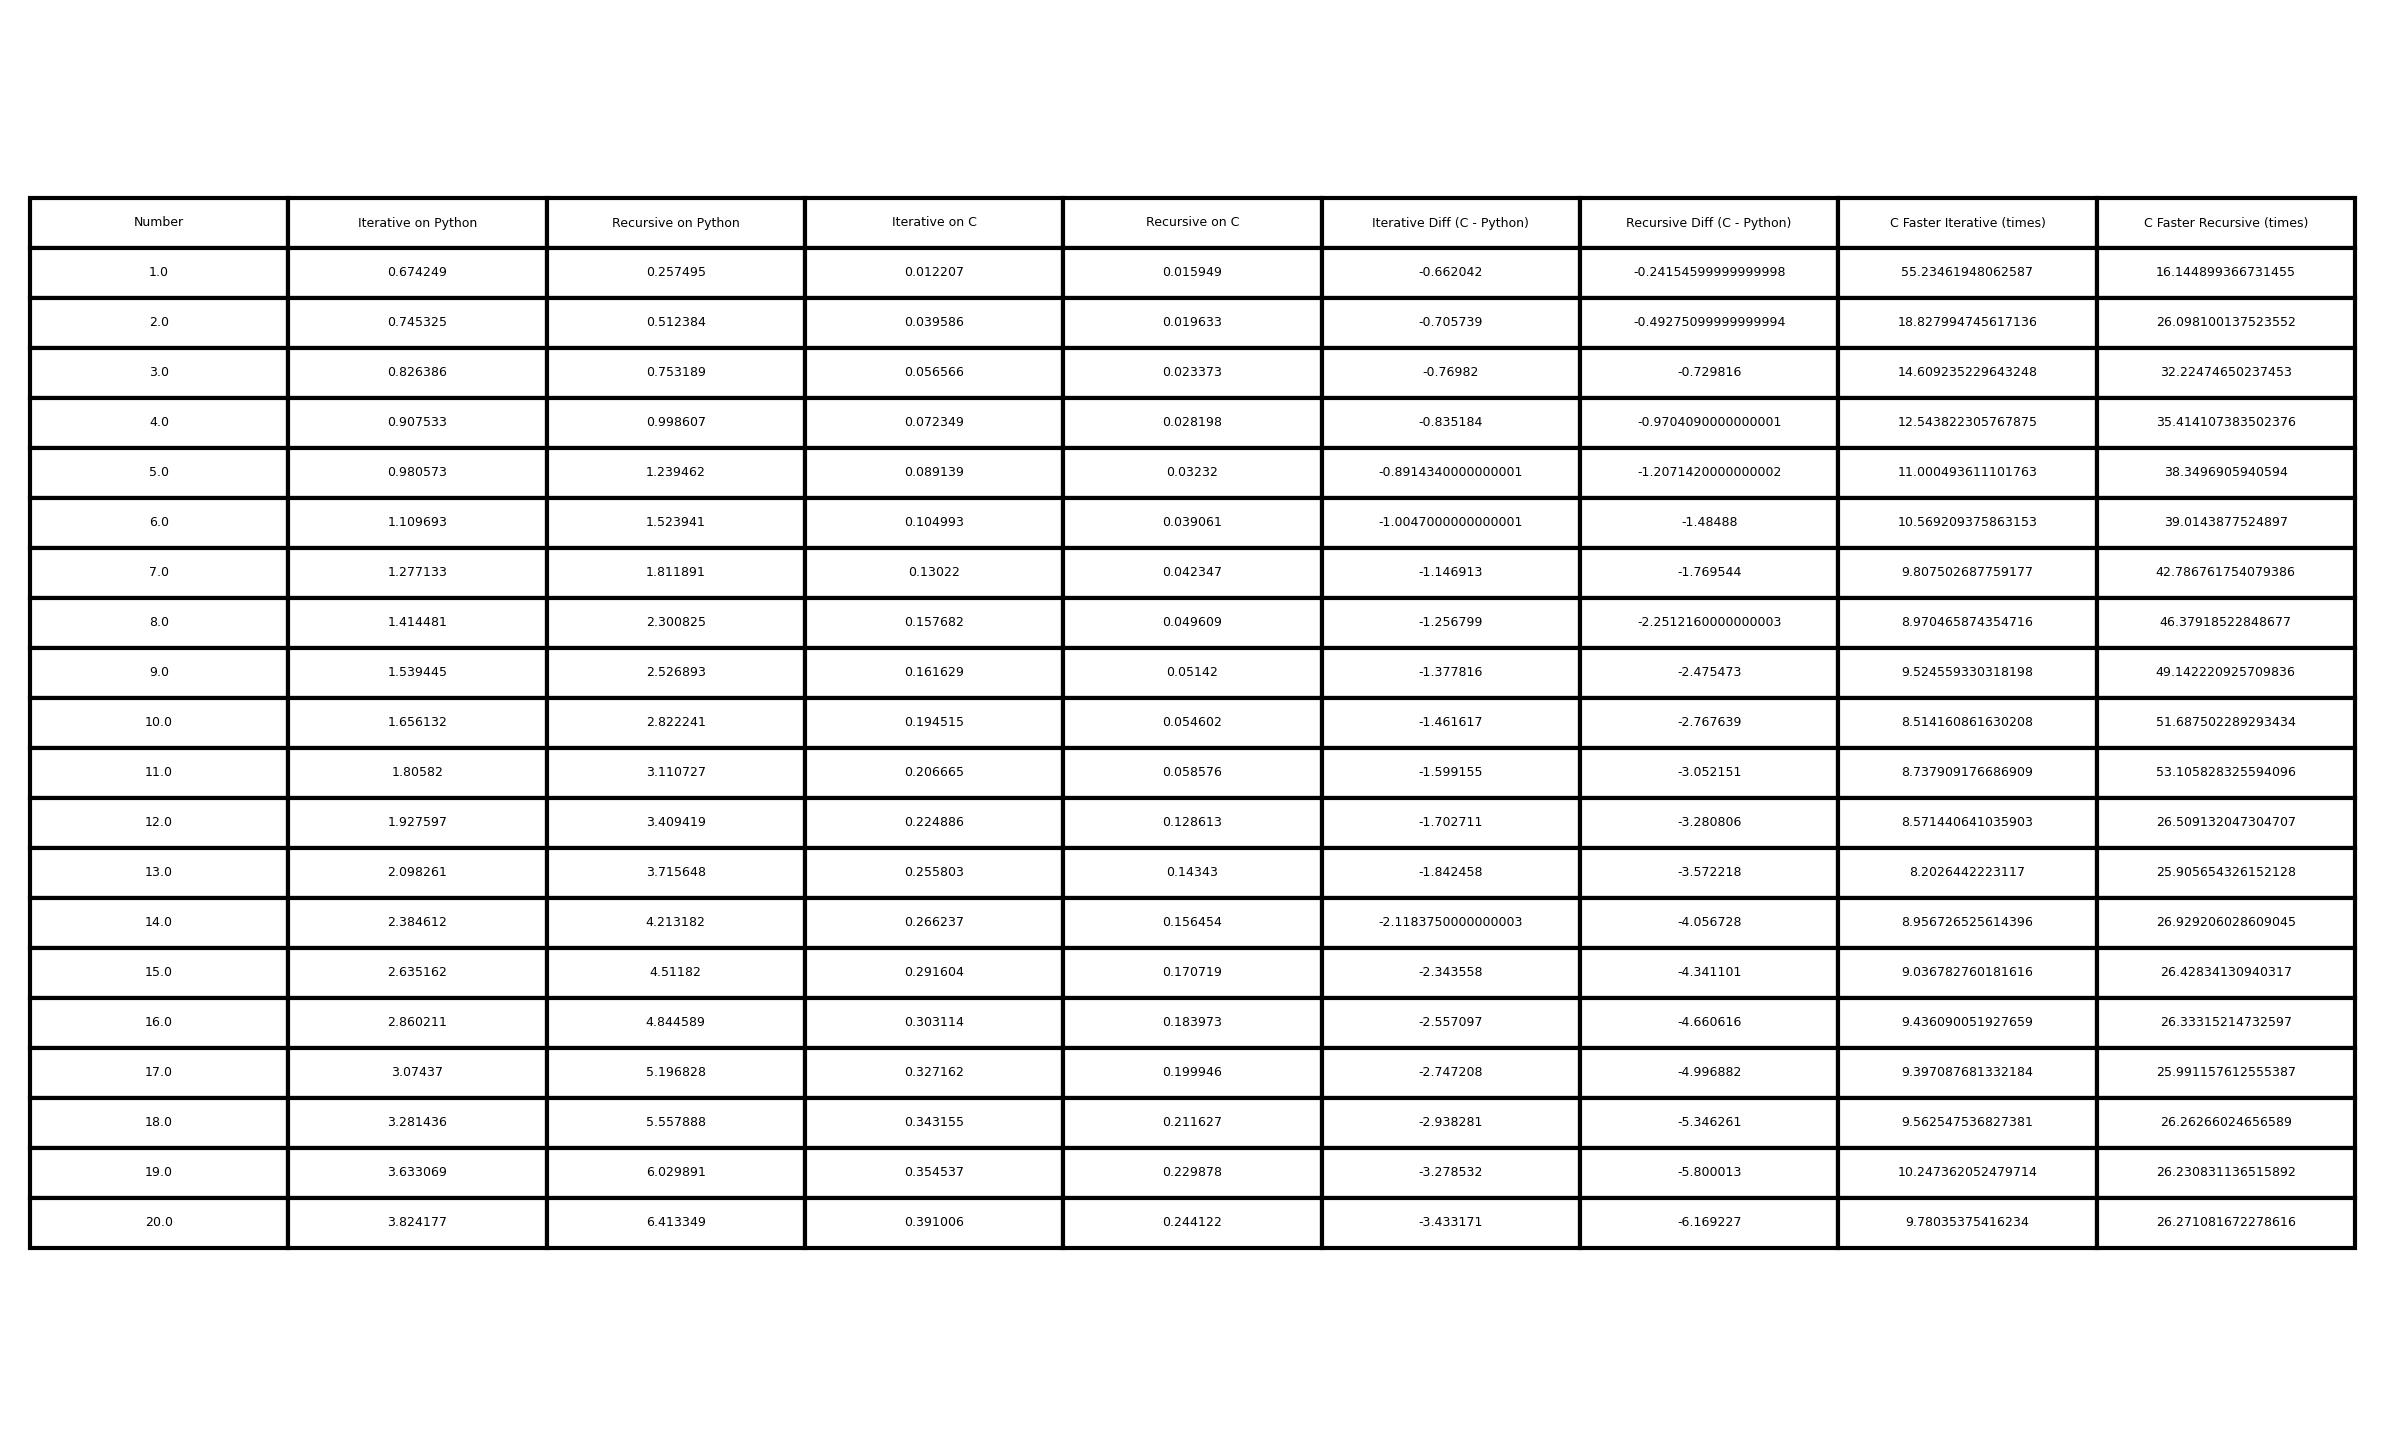 Number Iterative on Python Recursive on Python Iterative on C Recursive on C Iterative Diff (C - Python) Recursive Diff (C - Python) C Faster Iterative (times) C Faster Recursive (times)
1.0 0.674249 0.257495 0.012207 0.015949 -0.662042 -0.24154599999999998 55.23461948062587 16.144899366731455
2.0 0.745325 0.512384 0.039586 0.019633 -0.705739 -0.49275099999999994 18.827994745617136 26.098100137523552
3.0 0.826386 0.753189 0.056566 0.023373 -0.76982 -0.729816 14.609235229643248 32.22474650237453
4.0 0.907533 0.998607 0.072349 0.028198 -0.835184 -0.9704090000000001 12.543822305767875 35.414107383502376
5.0 0.980573 1.239462 0.089139 0.03232 -0.8914340000000001 -1.2071420000000002 11.000493611101763 38.3496905940594
6.0 1.109693 1.523941 0.104993 0.039061 -1.0047000000000001 -1.48488 10.569209375863153 39.0143877524897
7.0 1.277133 1.811891 0.13022 0.042347 -1.146913 -1.769544 9.807502687759177 42.786761754079386
8.0 1.414481 2.300825 0.157682 0.049609 -1.256799 -2.2512160000000003 8.970465874354716 46.37918522848677
9.0 1.539445 2.526893 0.161629 0.05142 -1.377816 -2.475473 9.524559330318198 49.142220925709836
10.0 1.656132 2.822241 0.194515 0.054602 -1.461617 -2.767639 8.514160861630208 51.687502289293434
11.0 1.80582 3.110727 0.206665 0.058576 -1.599155 -3.052151 8.737909176686909 53.105828325594096
12.0 1.927597 3.409419 0.224886 0.128613 -1.702711 -3.280806 8.571440641035903 26.509132047304707
13.0 2.098261 3.715648 0.255803 0.14343 -1.842458 -3.572218 8.2026442223117 25.905654326152128
14.0 2.384612 4.213182 0.266237 0.156454 -2.1183750000000003 -4.056728 8.956726525614396 26.929206028609045
15.0 2.635162 4.51182 0.291604 0.170719 -2.343558 -4.341101 9.036782760181616 26.42834130940317
16.0 2.860211 4.844589 0.303114 0.183973 -2.557097 -4.660616 9.436090051927659 26.33315214732597
17.0 3.07437 5.196828 0.327162 0.199946 -2.747208 -4.996882 9.397087681332184 25.991157612555387
18.0 3.281436 5.557888 0.343155 0.211627 -2.938281 -5.346261 9.562547536827381 26.26266024656589
19.0 3.633069 6.029891 0.354537 0.229878 -3.278532 -5.800013 10.247362052479714 26.230831136515892
20.0 3.824177 6.413349 0.391006 0.244122 -3.433171 -6.169227 9.78035375416234 26.271081672278616